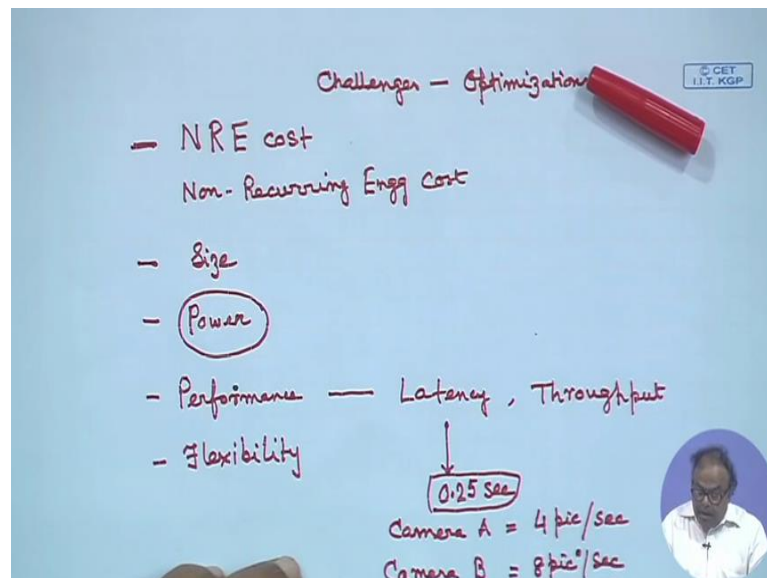 Challenges — Optimization
© CET
I.I.T. KGP
— NRE cost
Non-Recurring Engg Cost
— Size
— Power
— Performance — Latency, Throughput
— Flexibility
0.25 sec
Camera A = 4 pic/sec
Camera B = 8 pic/sec